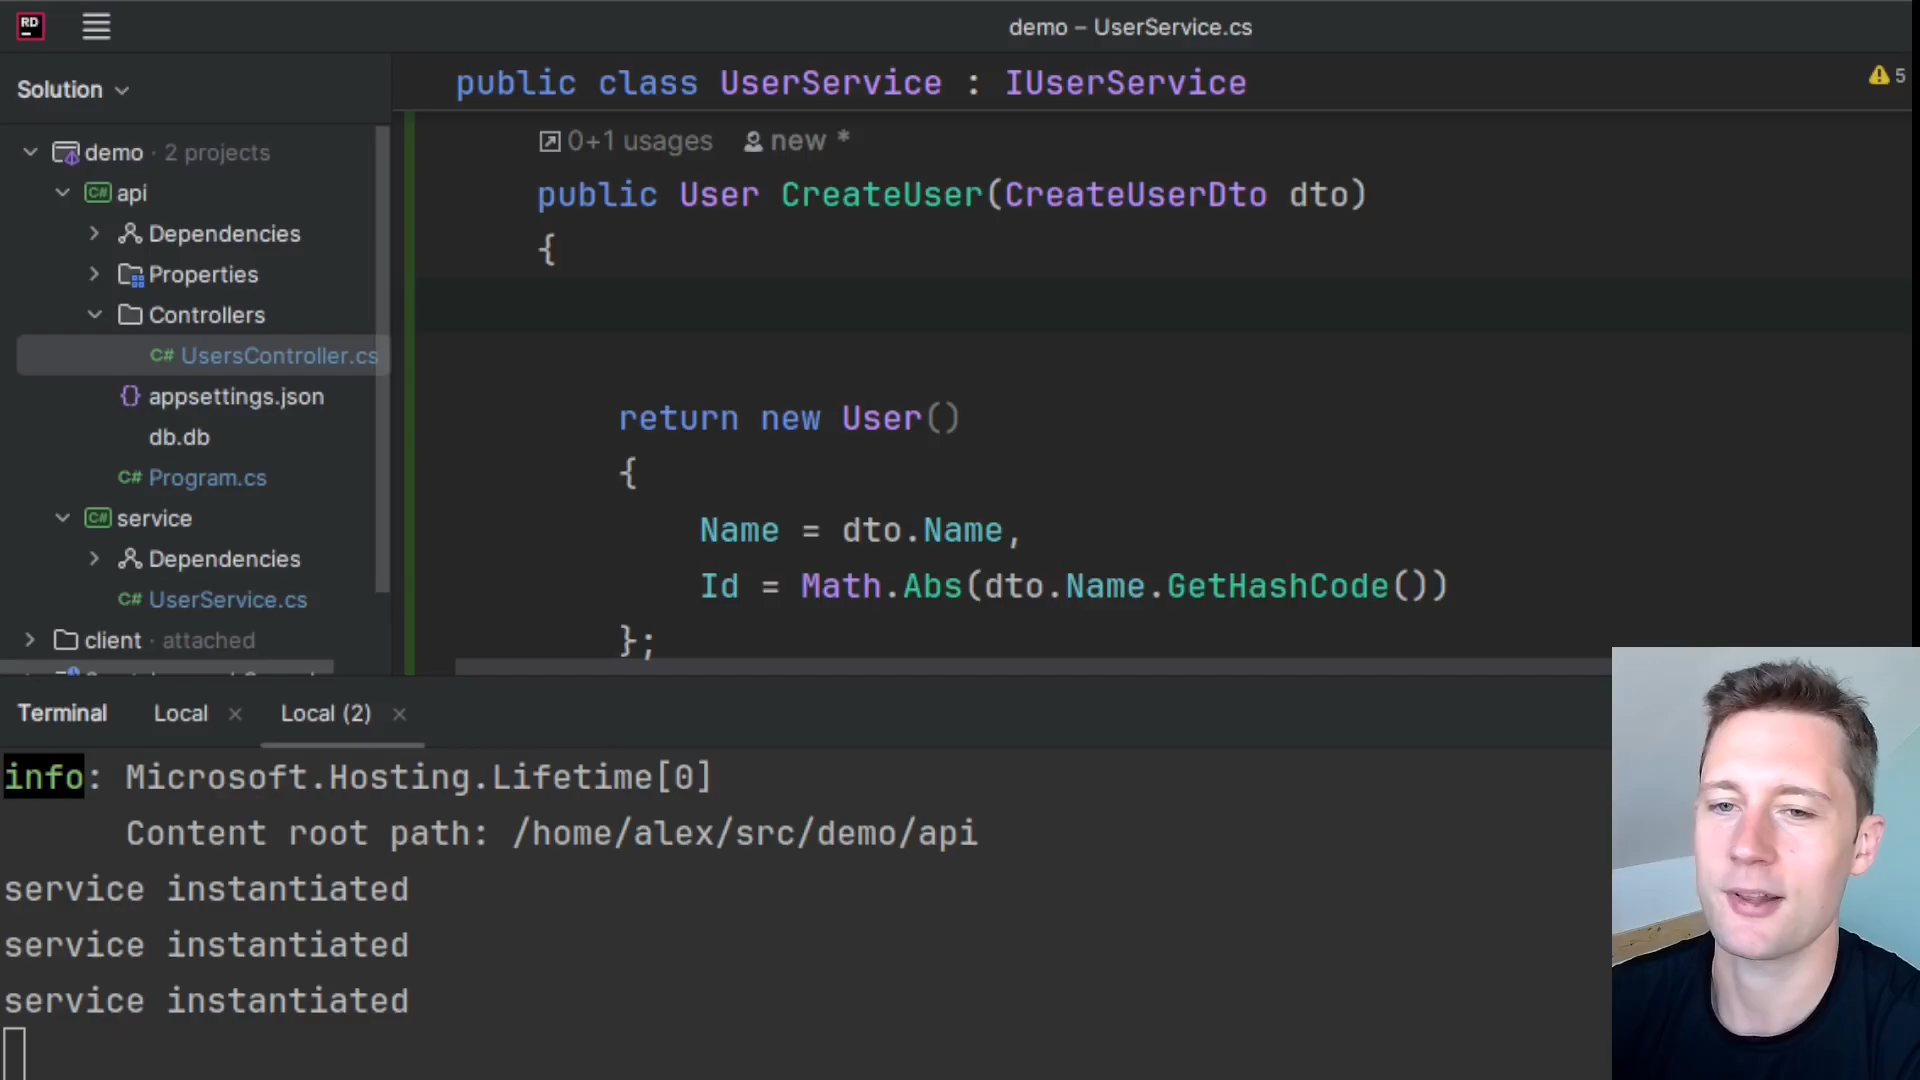 RD
demo – UserService.cs
Solution
public class UserService : IUserService
5
demo · 2 projects
api
Dependencies
Properties
Controllers
C# UsersController.cs
{} appsettings.json
db.db
C# Program.cs
C# service
Dependencies
C# UserService.cs
client · attached
0+1 usages new *
public User CreateUser(CreateUserDto dto)
{
return new User()
{
Name = dto.Name,
Id = Math.Abs(dto.Name.GetHashCode())
};
Terminal Local × Local (2) ×
info: Microsoft.Hosting.Lifetime[0]
Content root path: /home/alex/src/demo/api
service instantiated
service instantiated
service instantiated